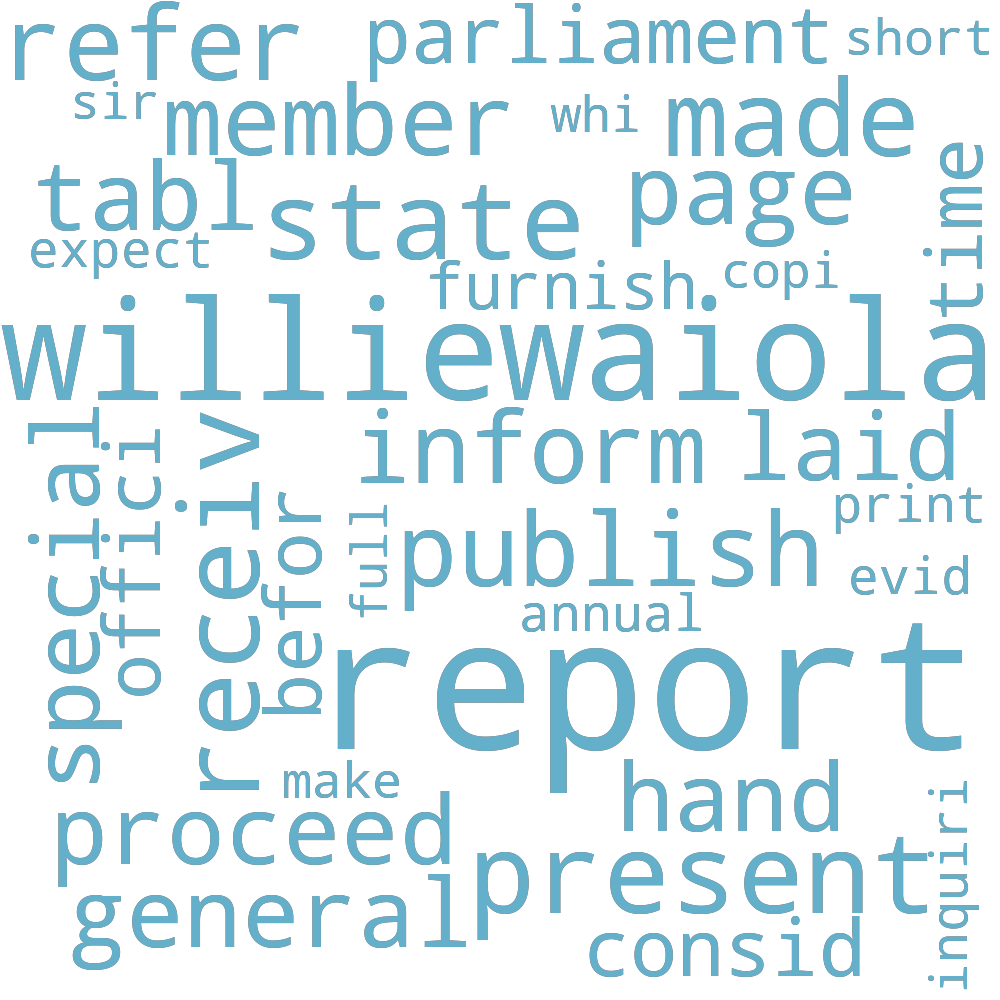 refer
parliament
short
sir
member
whi
made
tabl
state
page
time
expect
furnish
copi
williewaiola
special
offici
receiv
befor
inform
laid
full
publish
print
evid
annual
report
make
hand
proceed
present
inquiri
general
consid